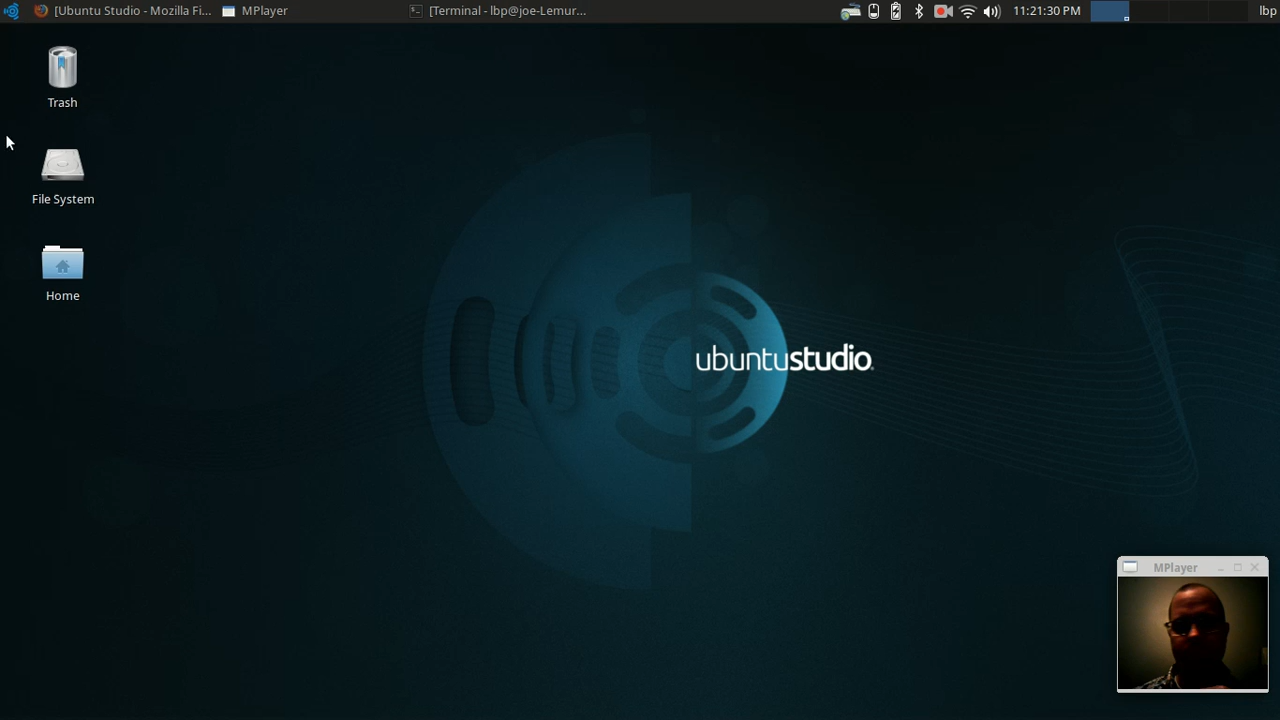 [Ubuntu Studio - Mozilla Fi... MPlayer [Terminal - lbp@joe-Lemur... 11:21:30 PM lbp
Trash
File System
Home
ubuntustudio
MPlayer